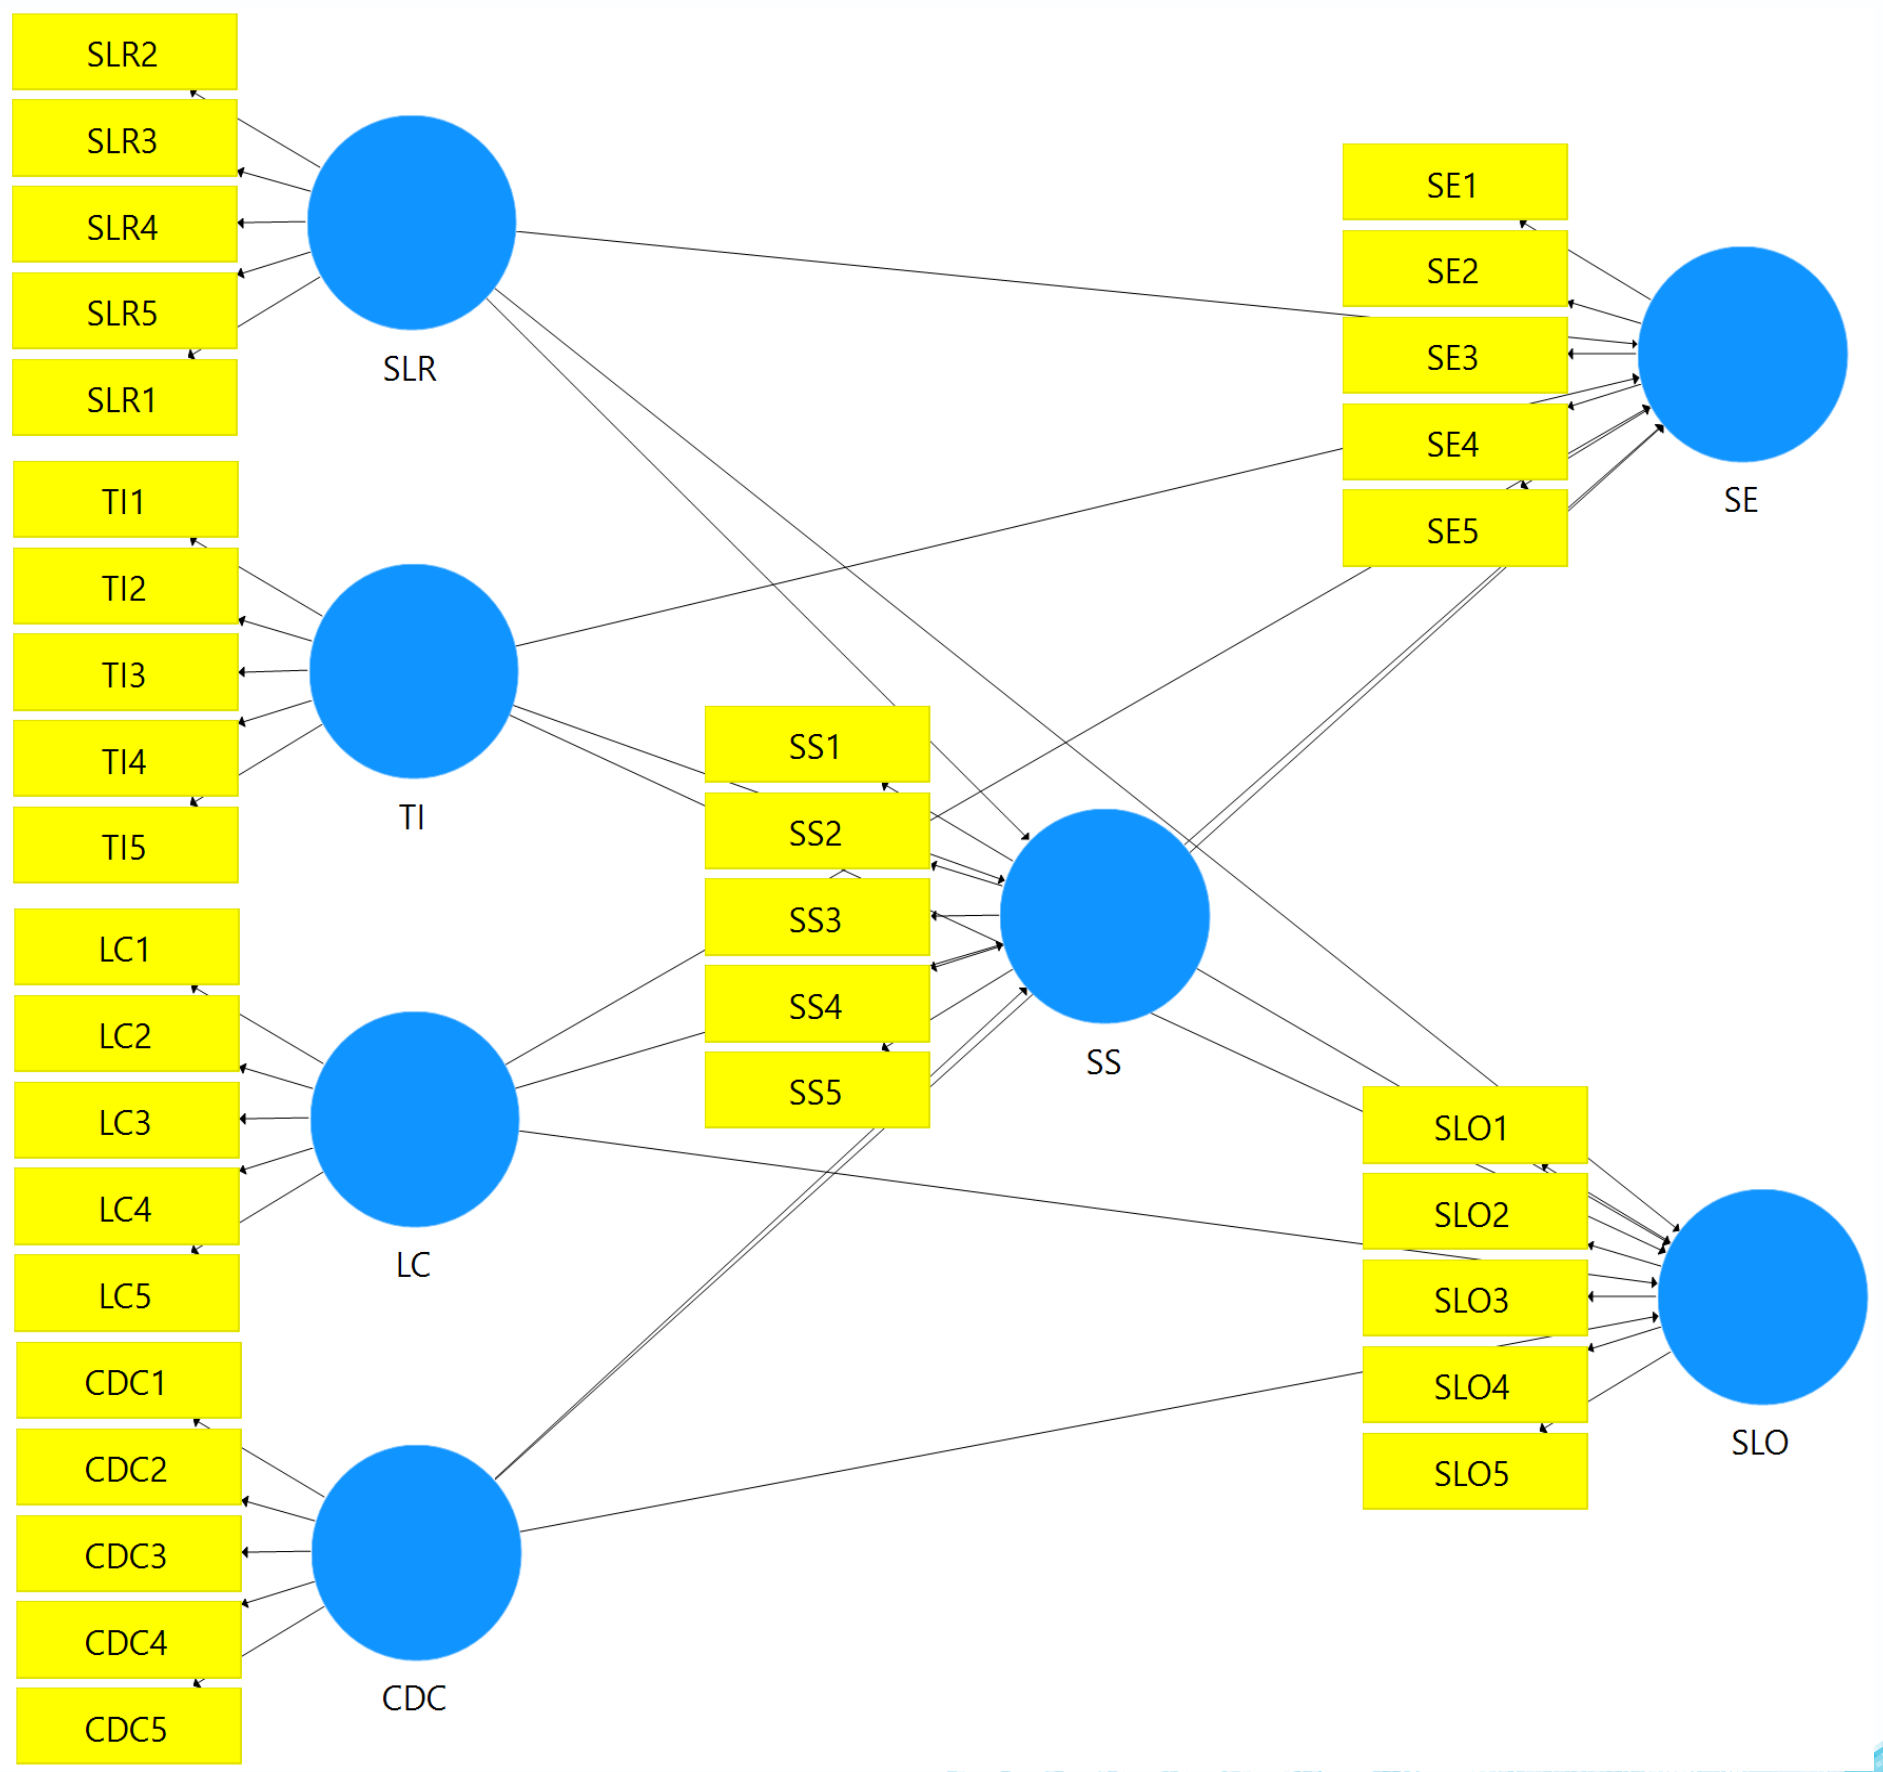 SLR2
SLR3
SLR4
SLR5
SLR1
SLR
TI1
TI2
TI3
TI4
TI5
TI
LC1
LC2
LC3
LC4
LC5
LC
CDC1
CDC2
CDC3
CDC4
CDC5
CDC
SS1
SS2
SS3
SS4
SS5
SS
SE1
SE2
SE3
SE4
SE5
SE
SLO1
SLO2
SLO3
SLO4
SLO5
SLO